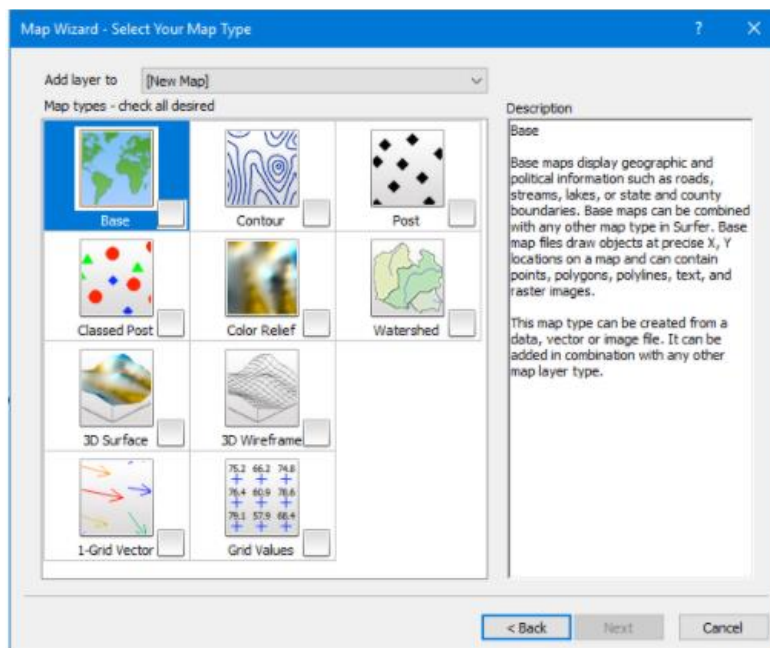 Map Wizard - Select Your Map Type
?
Add layer to [New Map]
Map types - check all desired
Base
Contour
Post
Classed Post
Color Relief
Watershed
3D Surface
3D Wireframe
1-Grid Vector
75.2 66.2 74.8
76.4 60.9 78.6
79.1 57.9 66.4
Grid Values
Description
Base
Base maps display geographic and
political information such as roads,
streams, lakes, or state and county
boundaries. Base maps can be combined
with any other map type in Surfer. Base
map files draw objects at precise X, Y
locations on a map and can contain
points, polygons, polylines, text, and
raster images.
This map type can be created from a
data, vector or image file. It can be
added in combination with any other
map layer type.
< Back
Next
Cancel